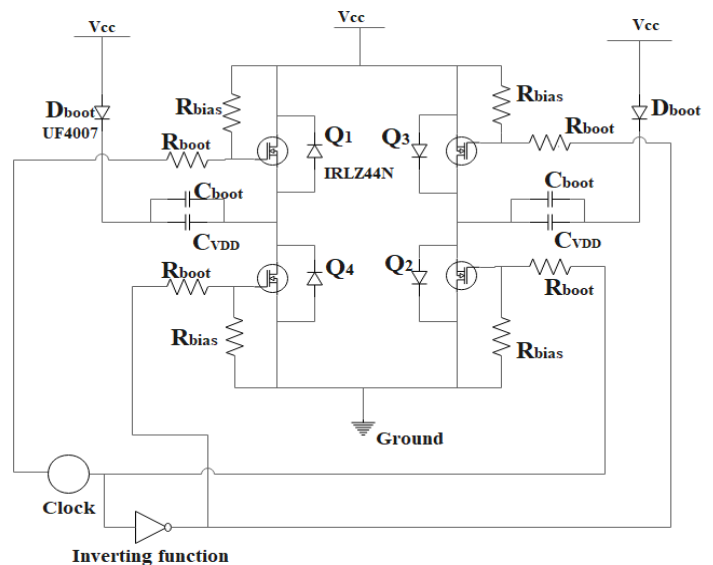 Vcc
Vcc
Vcc
Dboot
UF4007
Rbias
Rboot
Q1
IRLZ44N
Q3
Rbias
Dboot
Rboot
Cboot
CVDD
Cboot
CVDD
Rboot
Q4
Q2
Rboot
Rbias
Rbias
Ground
Clock
Inverting function